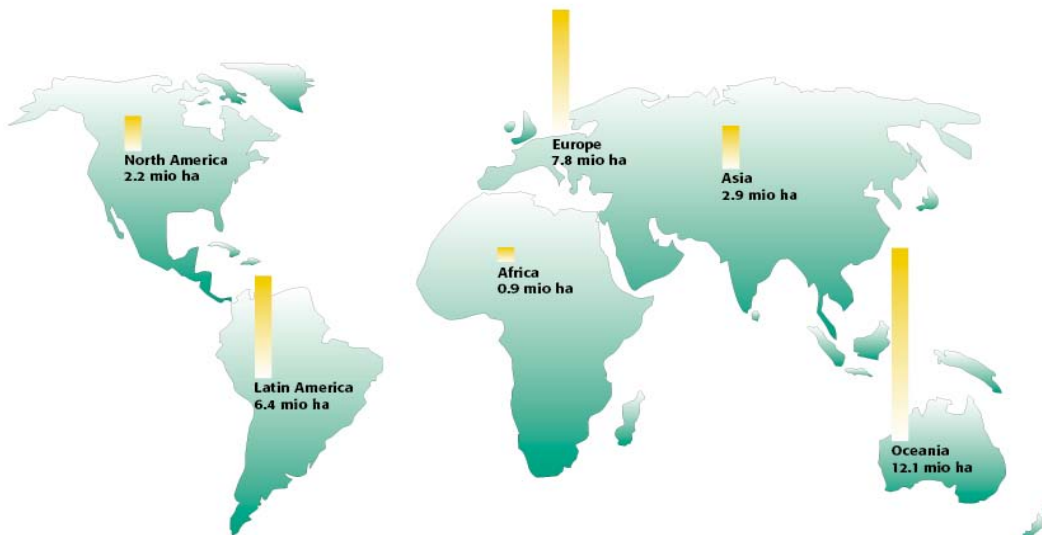 North America
2.2 mio ha
Europe
7.8 mio ha
Asia
2.9 mio ha
Africa
0.9 mio ha
Latin America
6.4 mio ha
Oceania
12.1 mio ha